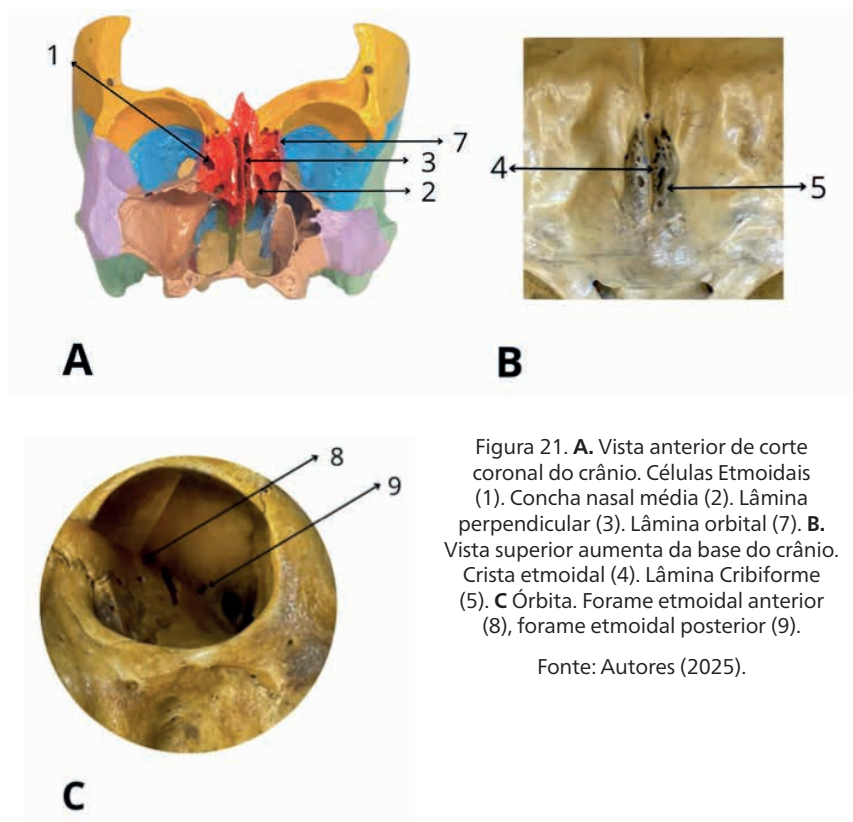 1
7
3
2
A
4
5
B
8
9
C
Figura 21. A. Vista anterior de corte
coronal do crânio. Células Etmoidais
(1). Concha nasal média (2). Lâmina
perpendicular (3). Lâmina orbital (7). B.
Vista superior aumenta da base do crânio.
Crista etmoidal (4). Lâmina Cribiforme
(5). C Órbita. Forame etmoidal anterior
(8), forame etmoidal posterior (9).
Fonte: Autores (2025).